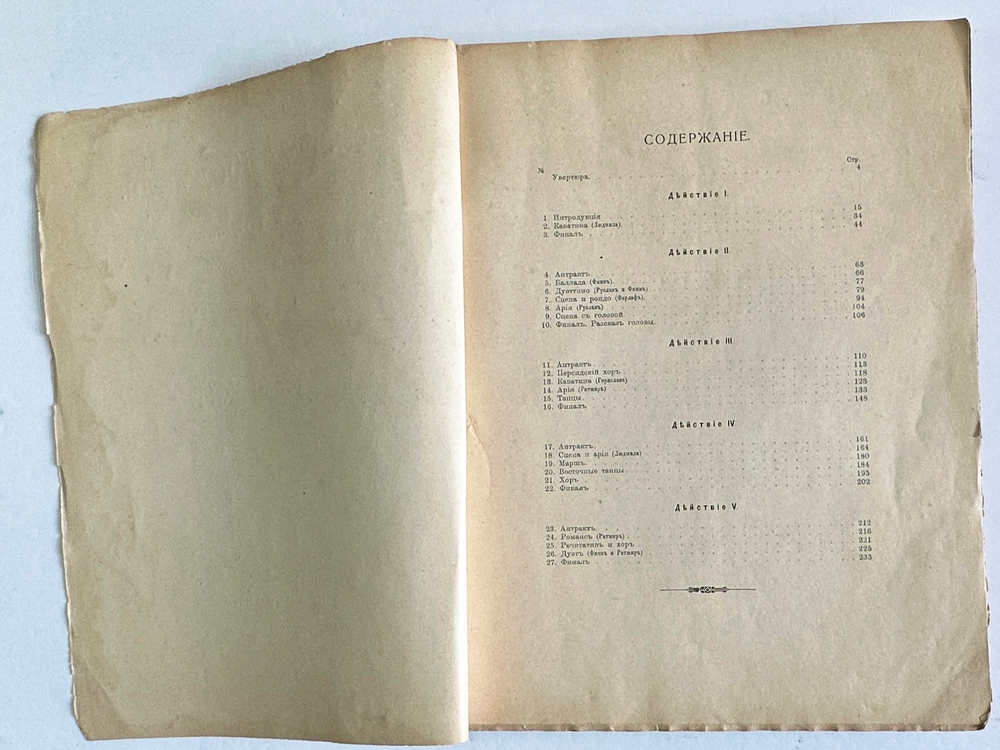 СОДЕРЖАНІЕ.
№ Стр.
Увертюра. 4
Дѣйствіе I.
1. Интродукція 15
2. Каватина (Людмила). 34
3. Финалъ 44
Дѣйствіе II.
4. Антрактъ. 63
5. Баллада (Финнъ). 66
6. Дуэттино (Русланъ и Финнъ) 77
7. Сцена и рондо (Фарлафъ). 79
8. Арія (Русланъ) 94
9. Сцена съ головой. 104
10. Финалъ. Разсказъ головы. 106
Дѣйствіе III.
11. Антрактъ. 110
12. Персидскій хоръ. 113
13. Каватина (Горислава) 118
14. Арія (Ратмиръ) 125
15. Танцы. 133
16. Финалъ 148
Дѣйствіе IV.
17. Антрактъ. 161
18. Сцена и арія (Людмила) 164
19. Маршъ. 180
20. Восточные танцы 184
21. Хоръ 195
22. Финалъ 202
Дѣйствіе V.
23. Антрактъ. 212
24. Романсъ (Ратмиръ) 216
25. Речитативъ и хоръ 221
26. Дуэтъ (Финнъ и Ратмиръ) 225
27. Финалъ 233